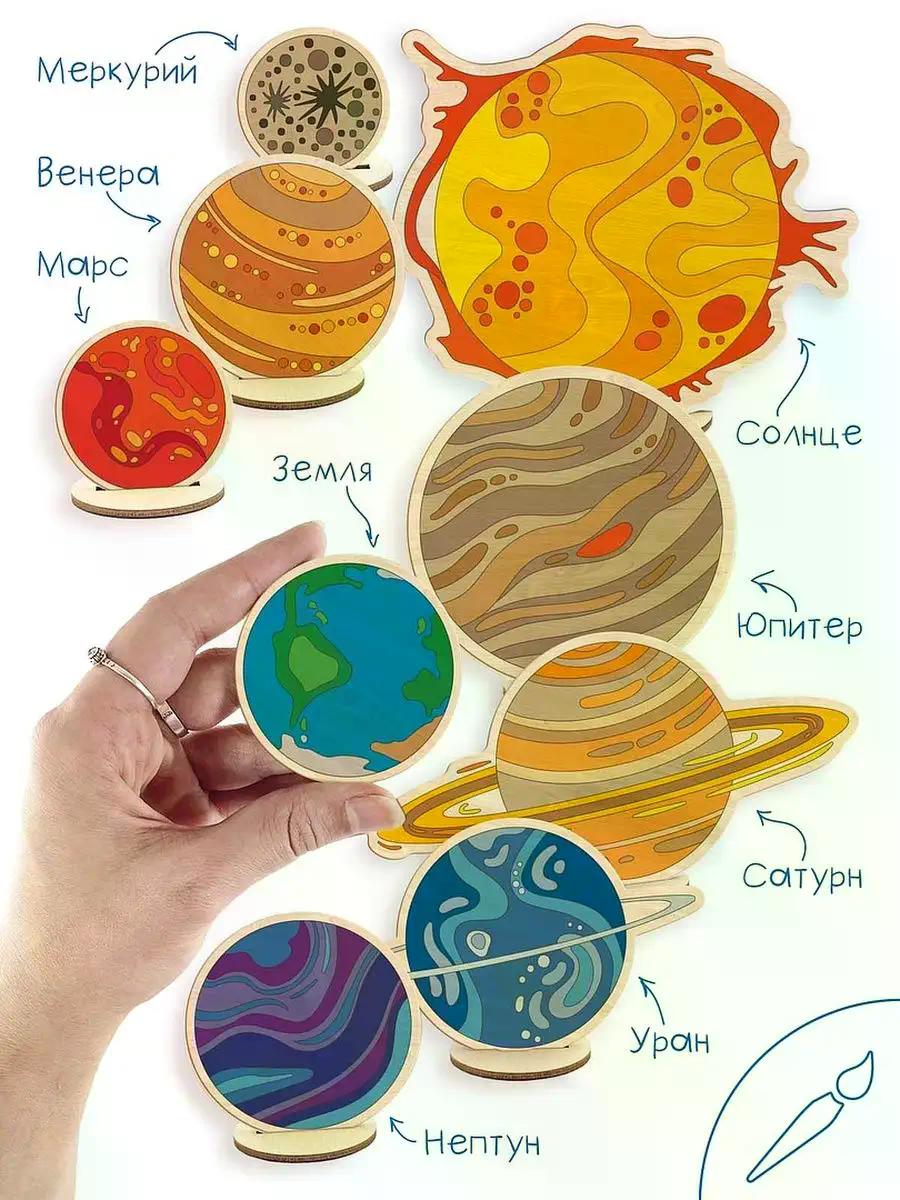 Меркурий
Венера
Марс
Солнце
Земля
Юпитер
Сатурн
Уран
Нептун